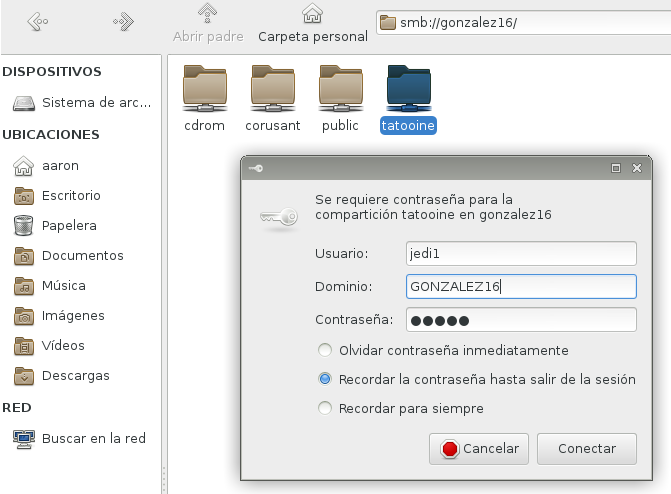 Abrir padre
Carpeta personal
smb://gonzalez16/
DISPOSITIVOS
Sistema de arc...
UBICACIONES
aaron
Escritorio
Papelera
Documentos
Música
Imágenes
Vídeos
Descargas
RED
Buscar en la red
cdrom
corusant
public
tatooine
Se requiere contraseña para la
compartición tatooine en gonzalez16
Usuario:
jedi1
Dominio:
GONZALEZ16
Contraseña:
●●●●●
Olvidar contraseña inmediatamente
Recordar la contraseña hasta salir de la sesión
Recordar para siempre
Cancelar
Conectar